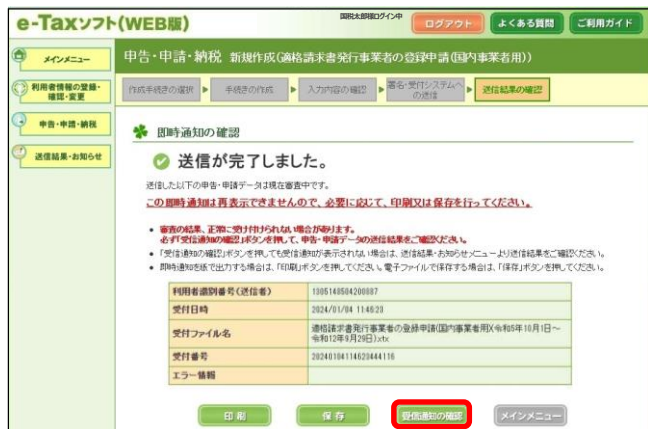 e-Taxソフト(WEB版)
国税太郎様ログイン中
ログアウト
よくある質問
ご利用ガイド
メインメニュー
利用者情報の登録・
確認・変更
申告・申請・納税
送信結果・お知らせ
申告・申請・納税 新規作成(適格請求書発行事業者の登録申請(国内事業者用))
作成手続きの選択
手続きの作成
入力内容の確認
署名・受付システムへ
の送信
送信結果の確認
即時通知の確認
送信が完了しました。
送信した以下の申告・申請データは現在審査中です。
この即時通知は再表示できませんので、必要に応じて、印刷又は保存を行ってください。
• 審査の結果、正常に受け付けられない場合があります。
必ず「受信通知の確認」ボタンを押して、申告・申請データの送信結果をご確認ください。
• 「受信通知の確認」ボタンを押しても受信通知が表示されない場合は、送信結果・お知らせメニューより送信結果をご確認ください。
• 即時通知を紙で出力する場合は、「印刷」ボタンを押してください。電子ファイルで保存する場合は、「保存」ボタンを押してください。
利用者識別番号(送信者)
1305148504200887
受付日時
2024/01/04 11:46:20
受付ファイル名
適格請求書発行事業者の登録申請(国内事業者用)(令和5年10月1日～
令和12年9月29日).xtx
受付番号
20240104114620444116
エラー情報
印刷
保存
受信通知の確認
メインメニュー